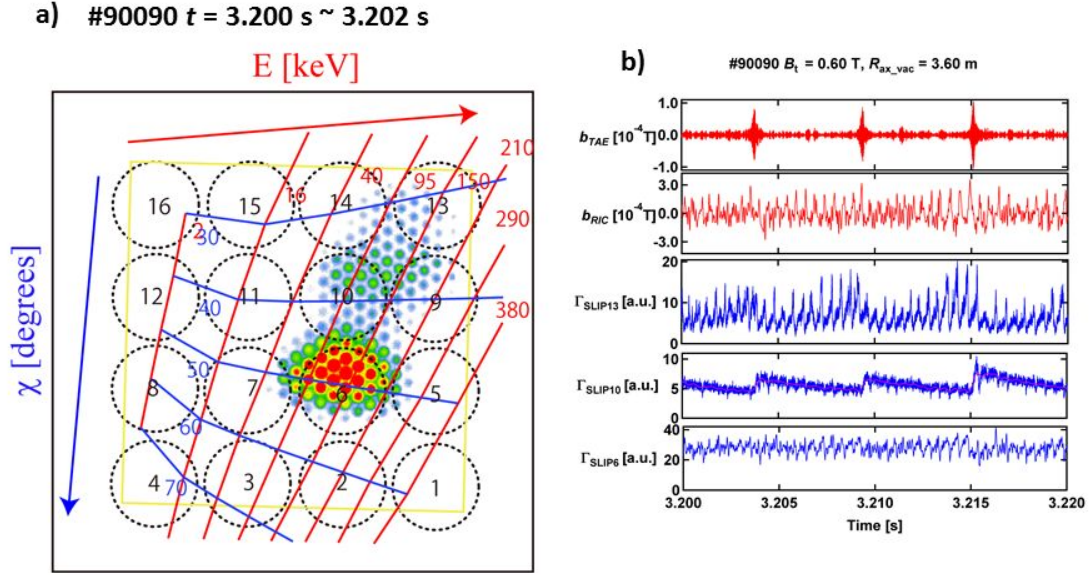 a) #90090 t = 3.200 s ~ 3.202 s
E [keV]
χ [degrees]
210
16 40 95 150
16 15 14 13
290
2
30
12 11 10 9
40
380
50
8 7 6 5
60
4 3 2 1
70
b) #90090 Bt = 0.60 T, Rax_vac = 3.60 m
bTAE [10-4T]
1.0
0.0
-1.0
bRIC [10-4T]
3.0
0.0
-3.0
ΓSLIP13 [a.u.]
20
10
0
ΓSLIP10 [a.u.]
10
5
0
ΓSLIP6 [a.u.]
40
20
0
3.200 3.205 3.210 3.215 3.220
Time [s]